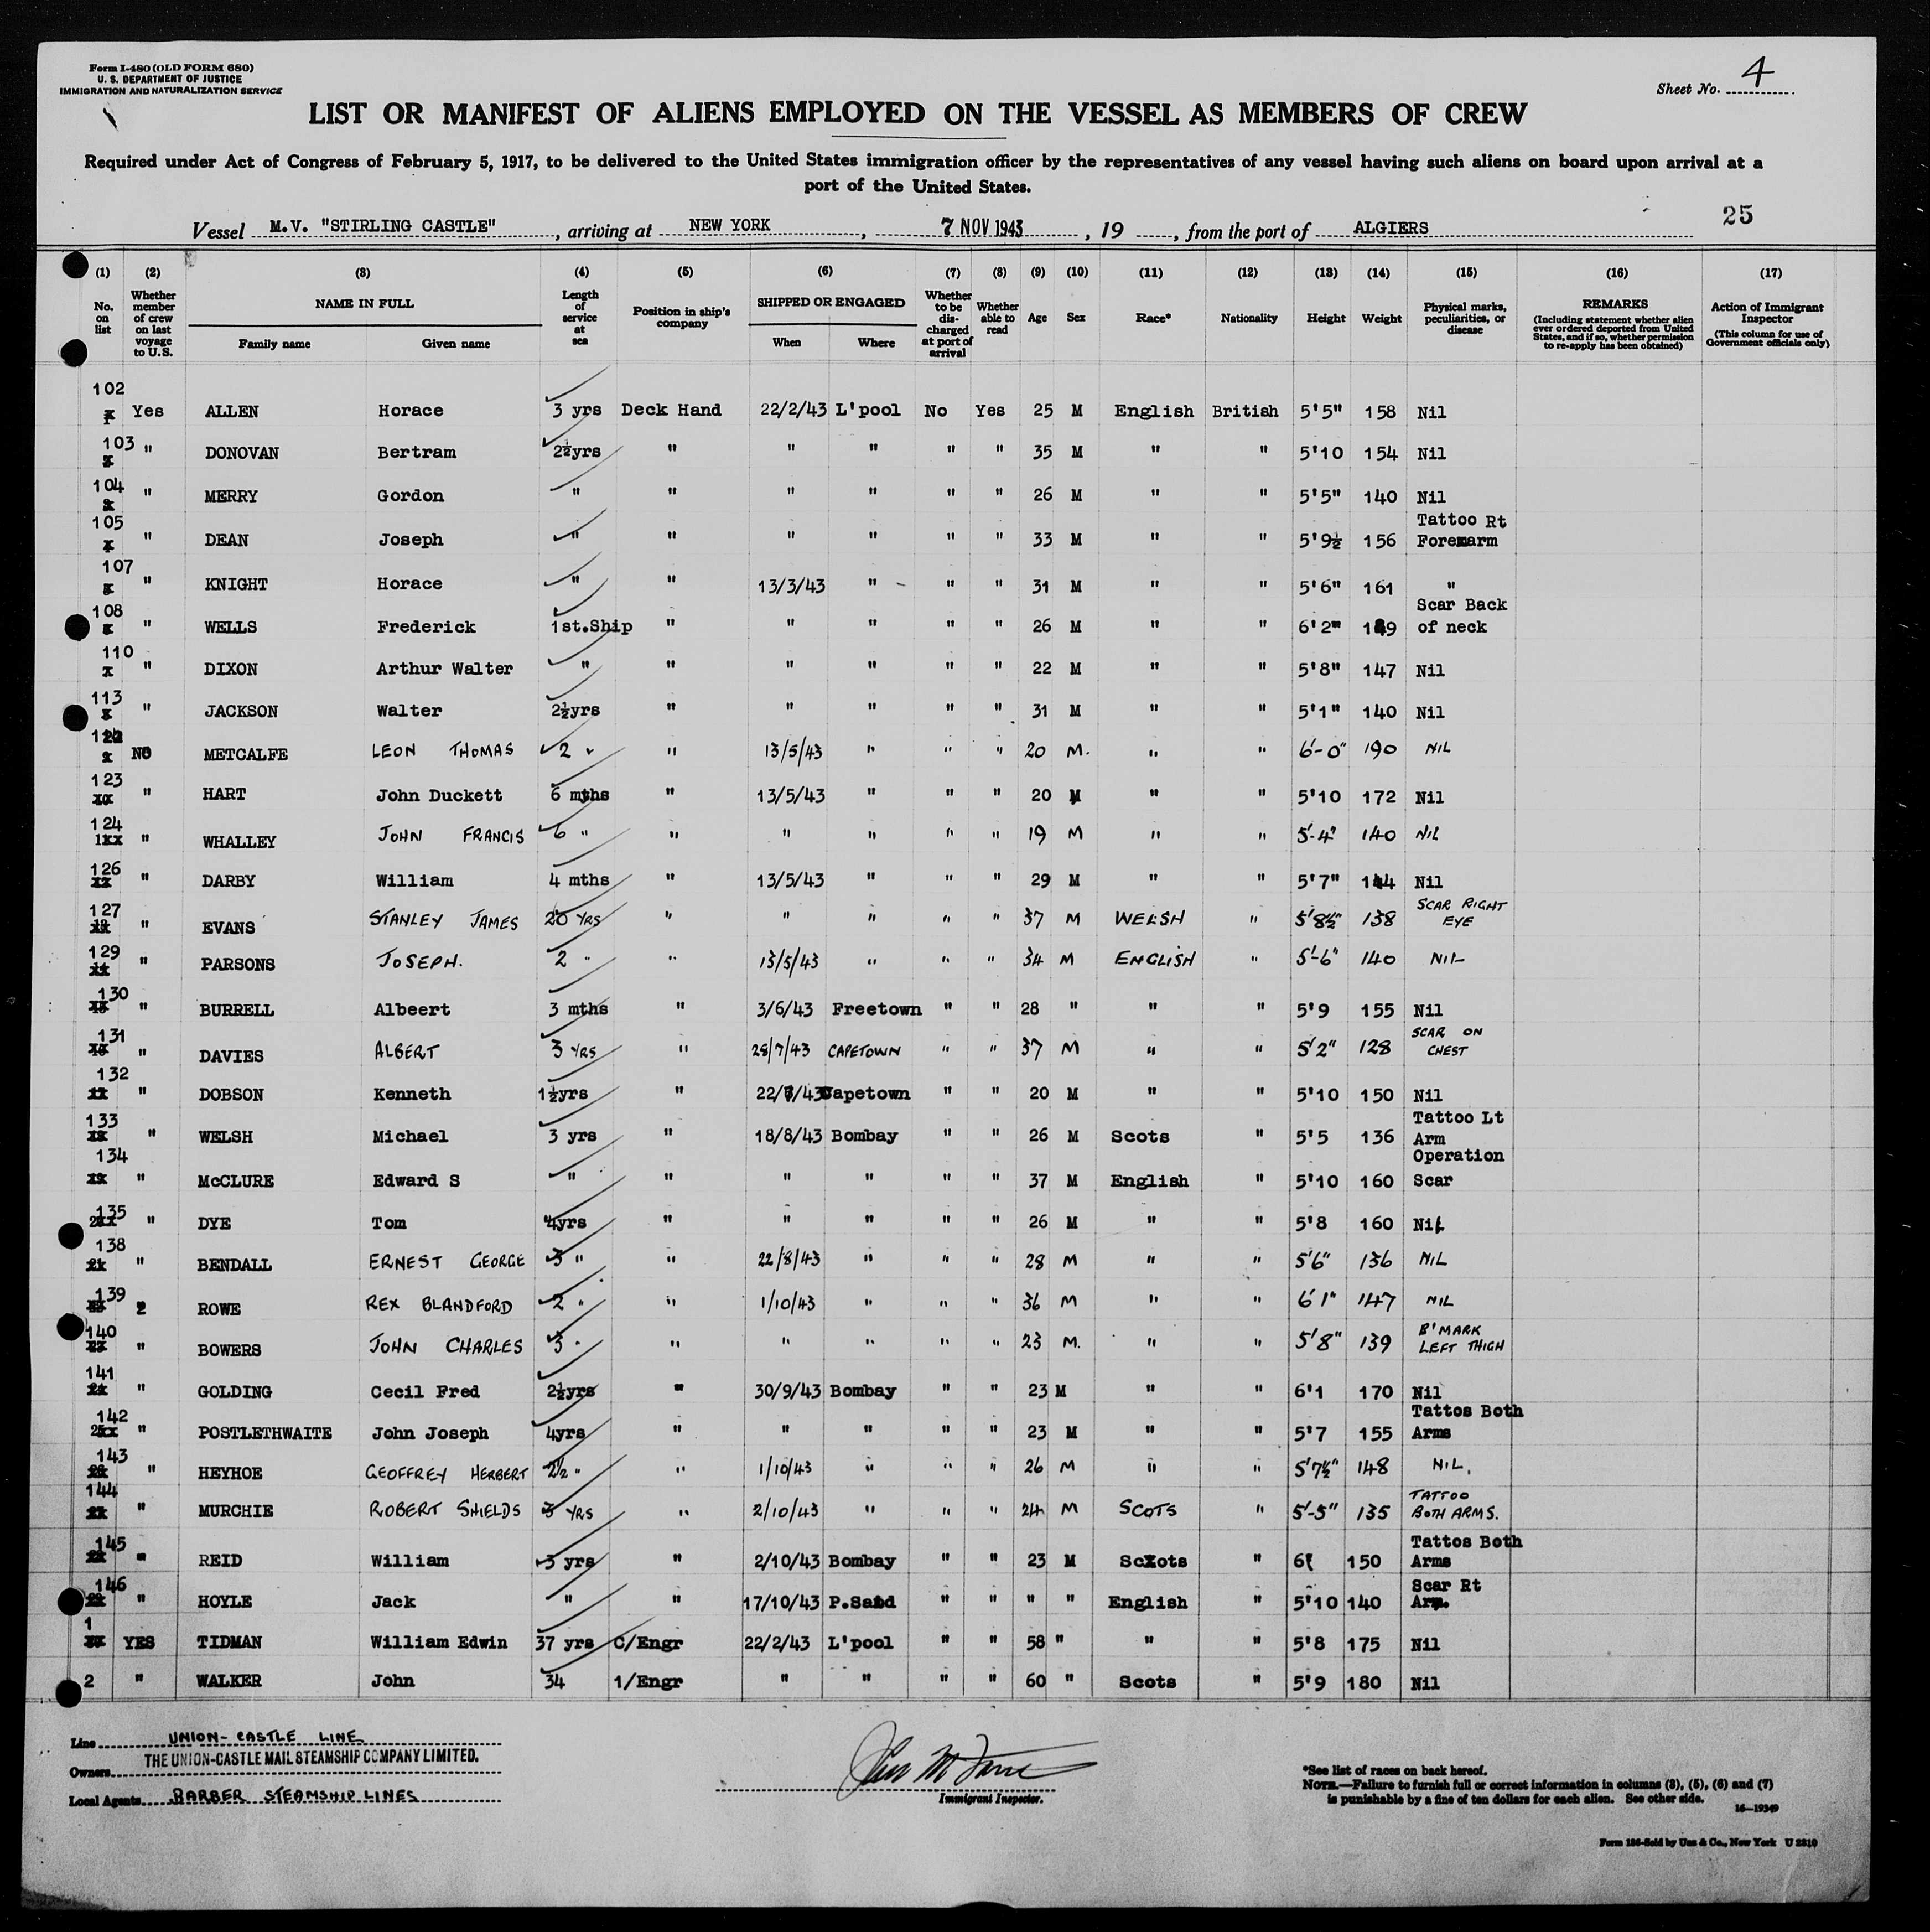 Form I-480 (OLD FORM 680)
U. S. DEPARTMENT OF JUSTICE
IMMIGRATION AND NATURALIZATION SERVICE
Sheet No. 4
LIST OR MANIFEST OF ALIENS EMPLOYED ON THE VESSEL AS MEMBERS OF CREW
Required under Act of Congress of February 5, 1917, to be delivered to the United States immigration officer by the representatives of any vessel having such aliens on board upon arrival at a
port of the United States.
25
Vessel M.V. "STIRLING CASTLE", arriving at NEW YORK, 7 NOV 1943, 19, from the port of ALGIERS
(1) (2) (3) (4) (5) (6) (7) (8) (9) (10) (11) (12) (13) (14) (15) (16) (17)
No. on list
Whether member of crew on last voyage to U.S.
NAME IN FULL
Family name Given name
Length of service at sea
Position in ship's company
SHIPPED OR ENGAGED
When Where
Whether to be discharged at port of arrival
Whether able to read
Age
Sex
Race*
Nationality
Height
Weight
Physical marks, peculiarities, or disease
REMARKS
(Including statement whether alien ever ordered deported from United States, and if so, whether permission to re-apply has been obtained)
Action of Immigrant Inspector
(This column for use of Government officials only)
102 Yes ALLEN Horace 3 yrs Deck Hand 22/2/43 L'pool No Yes 25 M English British 5'5" 158 Nil
103 " DONOVAN Bertram 2½yrs " " " " " 35 M " " 5'10 154 Nil
104 " MERRY Gordon " " " " " " 26 M " " 5'5" 140 Nil
105 " DEAN Joseph " " " " " " 33 M " " 5'9½ 156 Tattoo Rt Forearm
107 " KNIGHT Horace " " 13/3/43 " - " " 31 M " " 5'6" 161 "
108 " WELLS Frederick 1st.Ship " " " " " 26 M " " 6'2" 189 Scar Back of neck
110 " DIXON Arthur Walter " " " " " " 22 M " " 5'8" 147 Nil
113 " JACKSON Walter 2½yrs " " " " " 31 M " " 5'1" 140 Nil
122 NO METCALFE LEON THOMAS 2 " " 13/5/43 " " " 20 M. " " 6'-0" 190 NIL
123 " HART John Duckett 6 mths " 13/5/43 " " " 20 M " " 5'10 172 Nil
124 " WHALLEY JOHN FRANCIS 6 " " " " " " 19 M " " 5'-4" 140 NIL
126 " DARBY William 4 mths " 13/5/43 " " " 29 M " " 5'7" 144 Nil
127 " EVANS STANLEY JAMES 20 YRS " " " " " 37 M WELSH " 5'8½" 138 SCAR RIGHT EYE
129 " PARSONS JOSEPH. 2 " " 13/5/43 " " " 34 M ENGLISH " 5'-6" 140 NIL
130 " BURRELL Albeert 3 mths " 3/6/43 Freetown " " 28 " " " 5'9 155 Nil
131 " DAVIES ALBERT 3 YRS " 28/7/43 CAPETOWN " " 37 M " " 5'2" 128 SCAR ON CHEST
132 " DOBSON Kenneth 1½yrs " 22/7/43 Capetown " " 20 M " " 5'10 150 Nil
133 " WELSH Michael 3 yrs " 18/8/43 Bombay " " 26 M Scots " 5'5 136 Tattoo Lt Arm
134 " McCLURE Edward S " " " " " " 37 M English " 5'10 160 Operation Scar
135 " DYE Tom 4yrs " " " " " 26 M " " 5'8 160 Nil
138 " BENDALL ERNEST GEORGE 3 " " 22/8/43 " " " 28 M " " 5'6" 136 NIL
139 " ROWE REX BLANDFORD 2 " " 1/10/43 " " " 36 M " " 6'1" 147 NIL
140 " BOWERS JOHN CHARLES 3 " " " " " " 23 M. " " 5'8" 139 B'MARK LEFT THIGH
141 " GOLDING Cecil Fred 2½yrs " 30/9/43 Bombay " " 23 M " " 6'1 170 Nil
142 " POSTLETHWAITE John Joseph 4yrs " " " " " 23 M " " 5'7 155 Tattos Both Arms
143 " HEYHOE GEOFFREY HERBERT 2½ " " 1/10/43 " " " 26 M " " 5'7½" 148 NIL.
144 " MURCHIE ROBERT SHIELDS 3 YRS " 2/10/43 " " " 24 M SCOTS " 5'-5" 135 TATTOO BOTH ARMS.
145 " REID William 3 yrs " 2/10/43 Bombay " " 23 M Scots " 6' 150 Tattos Both Arms
146 " HOYLE Jack " " 17/10/43 P.Said " " " " English " 5'10 140 Scar Rt Arm.
1 YES TIDMAN William Edwin 37 yrs C/Engr 22/2/43 L'pool " " 58 " " " 5'8 175 Nil
2 " WALKER John 34 1/Engr " " " " 60 " Scots " 5'9 180 Nil
Line UNION-CASTLE LINE
Owners THE UNION-CASTLE MAIL STEAMSHIP COMPANY LIMITED.
Local Agents BARBER STEAMSHIP LINES
Immigrant Inspector.
*See list of races on back hereof.
NOTE.—Failure to furnish full or correct information in columns (3), (5), (6) and (7)
is punishable by a fine of ten dollars for each alien. See other side.
16—19349
Form 186-Sold by Unz & Co., New York U 2810